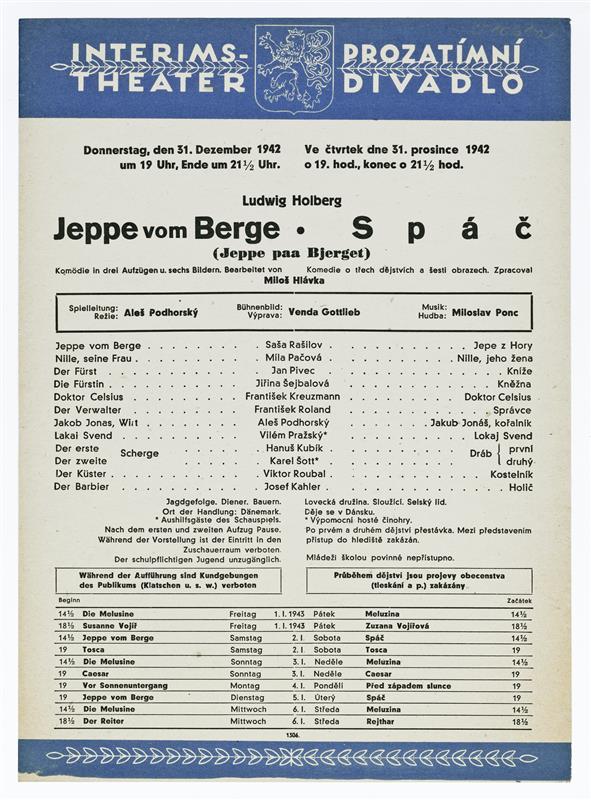 INTERIMS- PROZATÍMNÍ
THEATER DIVADLO
Donnerstag, den 31. Dezember 1942 Ve čtvrtek dne 31. prosince 1942
um 19 Uhr, Ende um 21½ Uhr. o 19. hod., konec o 21½ hod.
Ludwig Holberg
Jeppe vom Berge • Spáč
(Jeppe paa Bjerget)
Komödie in drei Aufzügen u. sechs Bildern. Bearbeitet von Komedie o třech dějstvích a šesti obrazech. Zpracoval
Miloš Hlávka
Spielleitung: Režie: Aleš Podhorský Bühnenbild: Výprava: Venda Gottlieb Musik: Hudba: Miloslav Ponc
Jeppe vom Berge . . . . . . . . Saša Rašilov . . . . . . . . Jepe z Hory
Nille, seine Frau . . . . . . . . Míla Pačová . . . . . . . . Nille, jeho žena
Der Fürst . . . . . . . . Jan Pivec . . . . . . . . Kníže
Die Fürstin . . . . . . . . Jiřina Šejbalová . . . . . . . . Kněžna
Doktor Celsius . . . . . . . . František Kreuzmann . . . . . . . . Doktor Celsius
Der Verwalter . . . . . . . . František Roland . . . . . . . . Správce
Jakob Jonas, Wirt . . . . . . . . Aleš Podhorský . . . . . . . . Jakub Jonáš, kořalník
Lakai Svend . . . . . . . . Vilém Pražský* . . . . . . . . Lokaj Svend
Der erste Scherge . . . . . . . . Hanuš Kubík . . . . . . . . Dráb první
Der zweite . . . . . . . . Karel Šott* . . . . . . . . druhý
Der Küster . . . . . . . . Viktor Roubal . . . . . . . . Kostelník
Der Barbier . . . . . . . . Josef Kahler . . . . . . . . Holič
Jagdgefolge. Diener. Bauern. Lovecká družina. Sloužící. Selský lid.
Ort der Handlung: Dänemark. Děje se v Dánsku.
* Aushilfsgäste des Schauspiels. * Výpomocní hosté činohry.
Nach dem ersten und zweiten Aufzug Pause. Po prvém a druhém dějství přestávka. Mezi představením
Während der Vorstellung ist der Eintritt in den přístup do hlediště zakázán.
Zuschauerraum verboten.
Der schulpflichtigen Jugend unzugänglich. Mládeži školou povinné nepřístupno.
Während der Aufführung sind Kundgebungen Průběhem dějství jsou projevy obecenstva
des Publikums (Klatschen u. s. w.) verboten (tleskání a p.) zakázány.
Beginn Začátek
14½ Die Melusine Freitag 1. I. 1943 Pátek Meluzina 14½
18½ Susanne Vojíř Freitag 1. I. 1943 Pátek Zuzana Vojířová 18½
14½ Jeppe vom Berge Samstag 2. I. Sobota Spáč 14½
19 Tosca Samstag 2. I. Sobota Tosca 19
14½ Die Melusine Sonntag 3. I. Neděle Meluzina 14½
19 Caesar Sonntag 3. I. Neděle Caesar 19
19 Vor Sonnenuntergang Montag 4. I. Pondělí Před západem slunce 19
19 Jeppe vom Berge Dienstag 5. I. Úterý Spáč 19
14½ Die Melusine Mittwoch 6. I. Středa Meluzina 14½
18½ Der Reiter Mittwoch 6. I. Středa Rejthar 18½
1306.